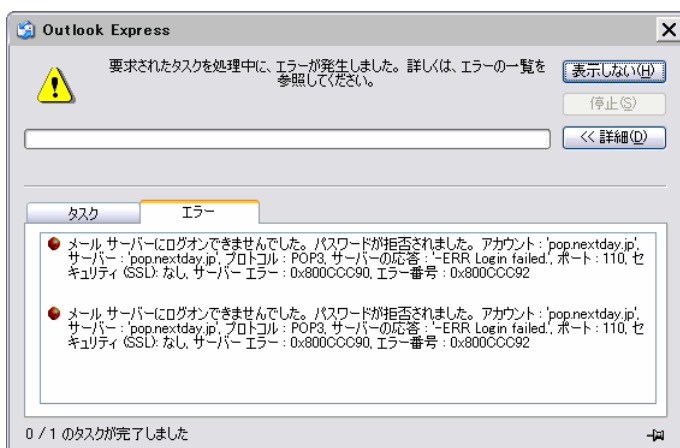 Outlook Express
要求されたタスクを処理中に、エラーが発生しました。詳しくは、エラーの一覧を
参照してください。
表示しない(H)
停止(S)
<< 詳細(D)
タスク
エラー
メール サーバーにログオンできませんでした。パスワードが拒否されました。アカウント : 'pop.nextday.jp',
サーバー : 'pop.nextday.jp', プロトコル : POP3, サーバーの応答 : '-ERR Login failed.', ポート : 110, セ
キュリティ (SSL): なし, サーバー エラー : 0x800CCC90, エラー番号 : 0x800CCC92
メール サーバーにログオンできませんでした。パスワードが拒否されました。アカウント : 'pop.nextday.jp',
サーバー : 'pop.nextday.jp', プロトコル : POP3, サーバーの応答 : '-ERR Login failed.', ポート : 110, セ
キュリティ (SSL): なし, サーバー エラー : 0x800CCC90, エラー番号 : 0x800CCC92
0 / 1 のタスクが完了しました